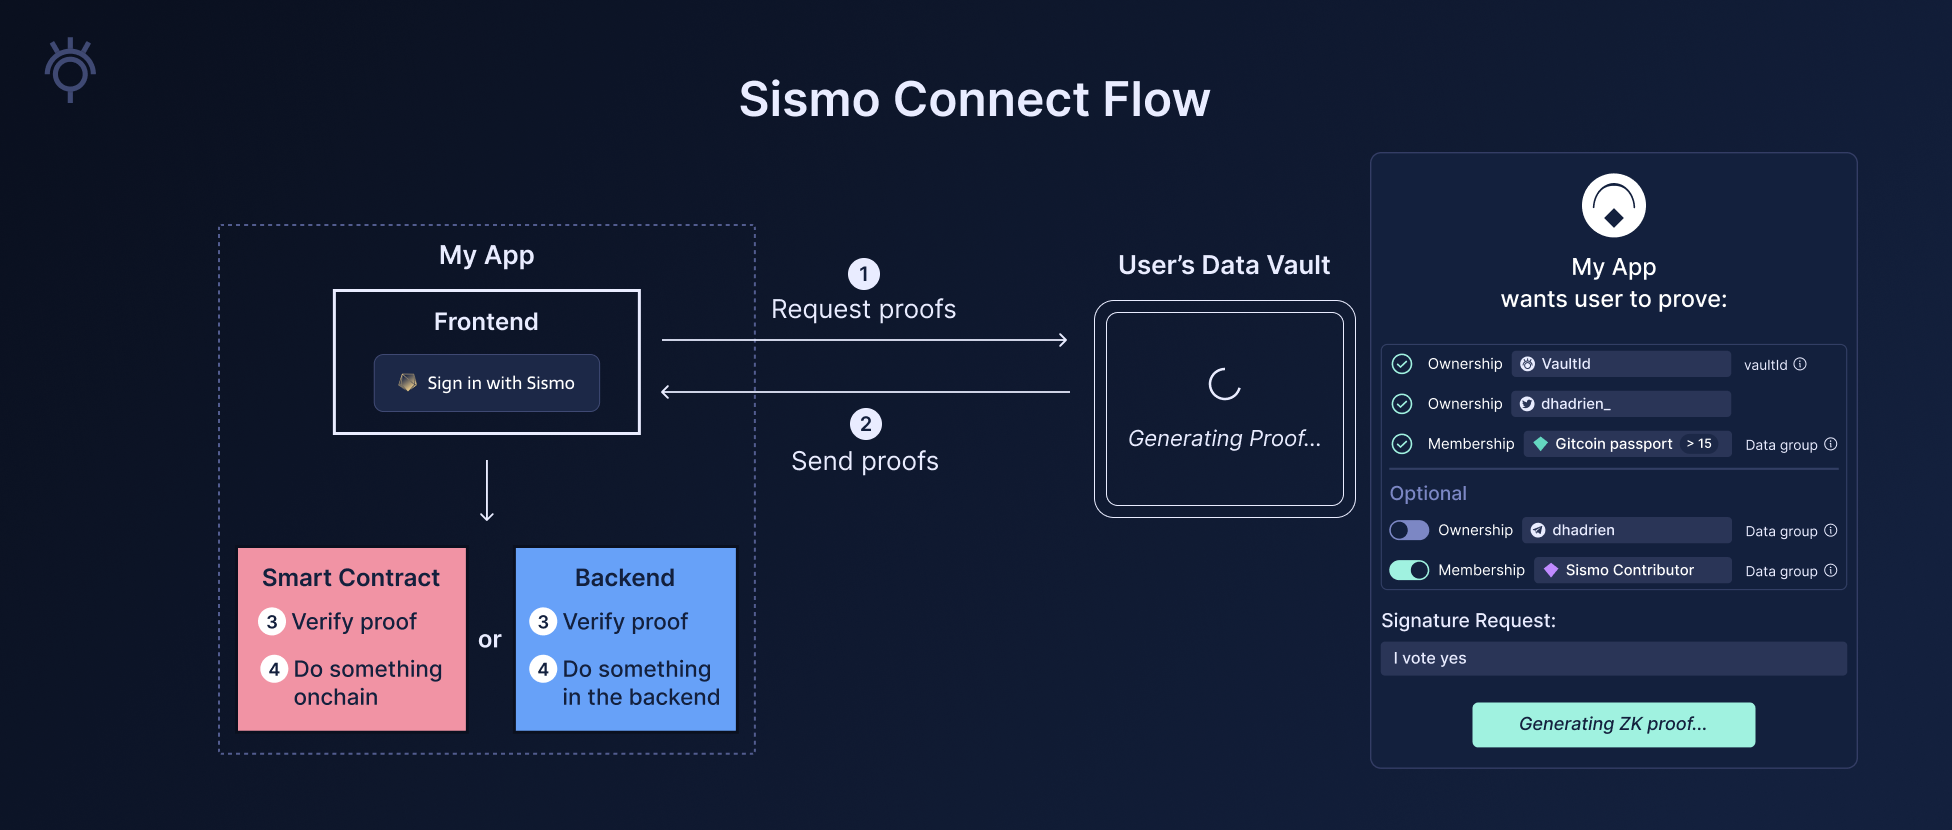 Sismo Connect Flow
My App
Frontend
Sign in with Sismo
1
Request proofs
2
Send proofs
Smart Contract
3 Verify proof
4 Do something
onchain
or
Backend
3 Verify proof
4 Do something
in the backend
User’s Data Vault
Generating Proof...
My App
wants user to prove:
Ownership VaultId vaultId
Ownership dhadrien_
Membership Gitcoin passport > 15 Data group
Optional
Ownership dhadrien Data group
Membership Sismo Contributor Data group
Signature Request:
I vote yes
Generating ZK proof...